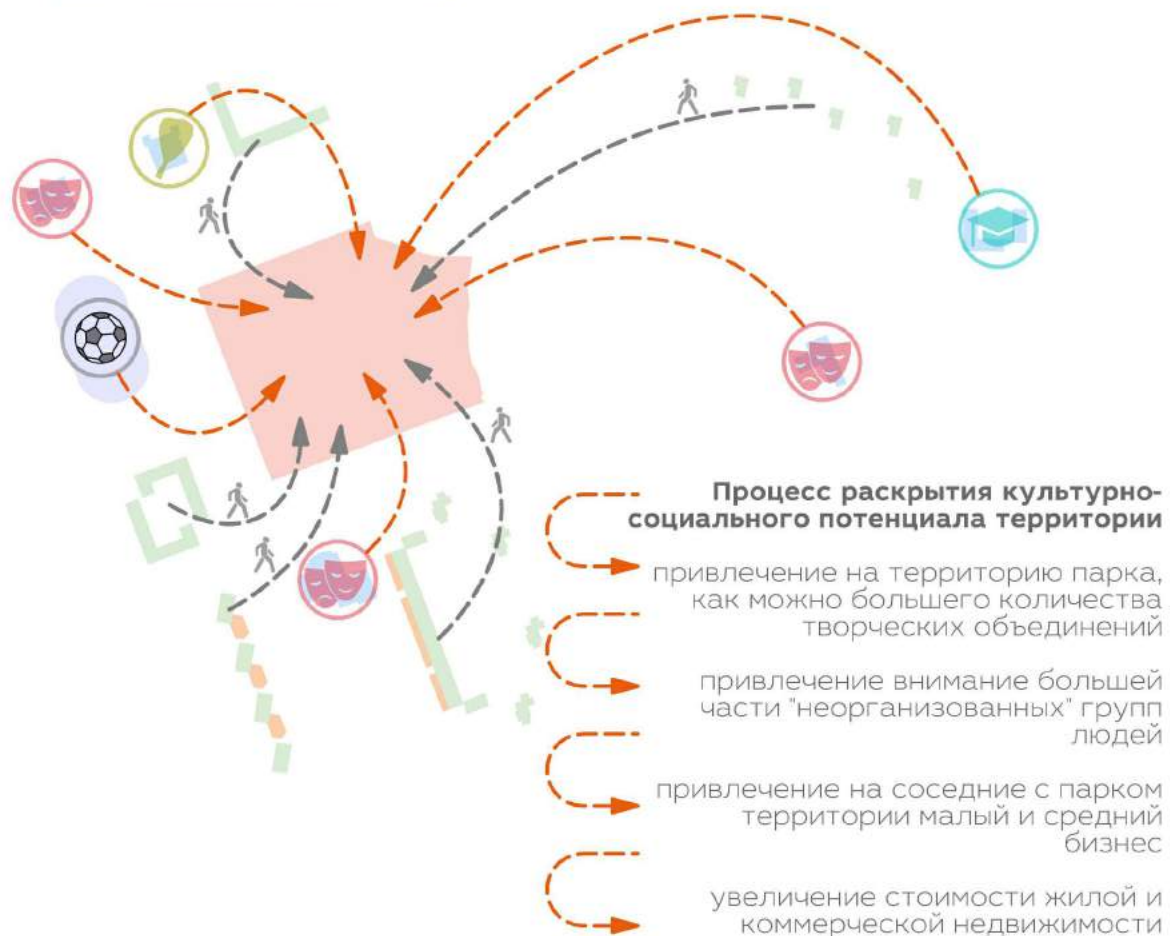 Процесс раскрытия культурно-
социального потенциала территории
привлечение на территорию парка,
как можно большего количества
творческих объединений
привлечение внимание большей
части "неорганизованных" групп
людей
привлечение на соседние с парком
территории малый и средний
бизнес
увеличение стоимости жилой и
коммерческой недвижимости